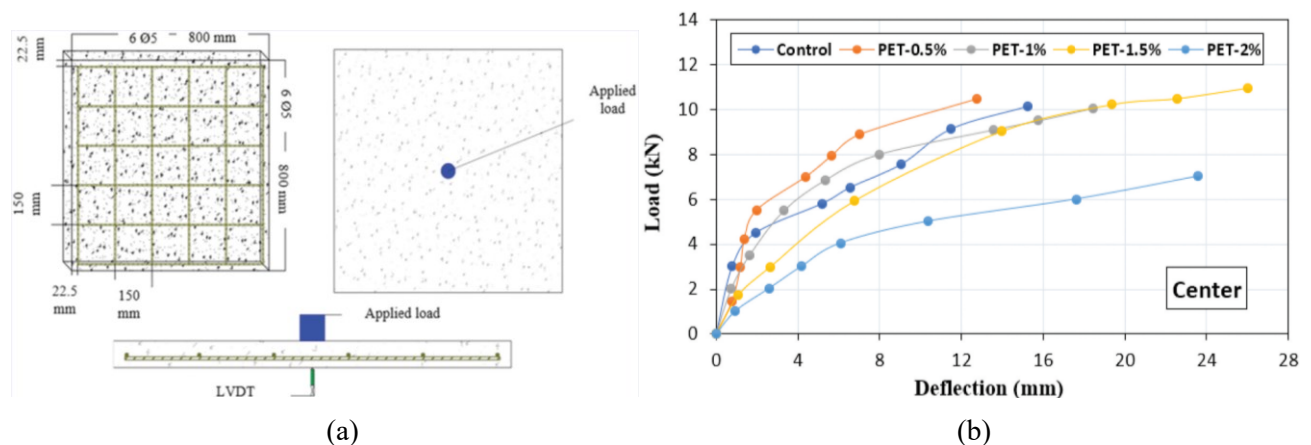 6 Ø5 800 mm
22.5
mm
6 Ø5
800 mm
150
mm
22.5
mm
150
mm
Applied
load
Applied load
LVDT
(a)
14
12
10
8
6
4
2
0
Load (kN)
Control PET-0.5% PET-1% PET-1.5% PET-2%
Center
0 4 8 12 16 20 24 28
Deflection (mm)
(b)